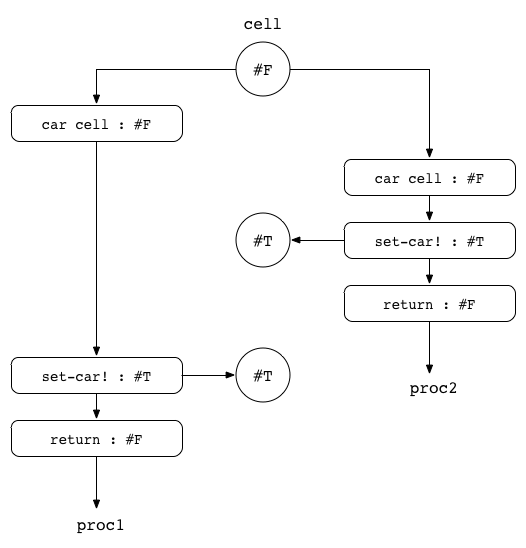 cell
#F
car cell : #F
car cell : #F
#T
set-car! : #T
return : #F
set-car! : #T
#T
proc2
return : #F
proc1